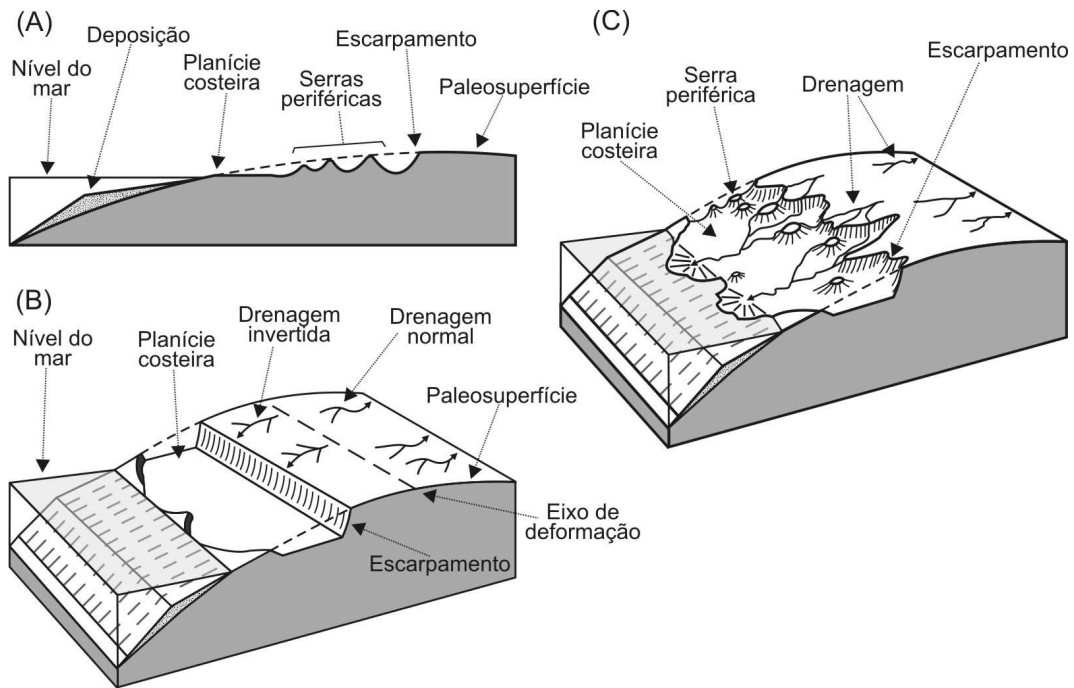 (A)
Deposição
Nível do
mar
Planície
costeira
Serras
periféricas
Escarpamento
Paleosuperfície
(B)
Nível do
mar
Planície
costeira
Drenagem
invertida
Drenagem
normal
Paleosuperfície
Eixo de
deformação
Escarpamento
(C)
Escarpamento
Serra
periférica
Drenagem
Planície
costeira